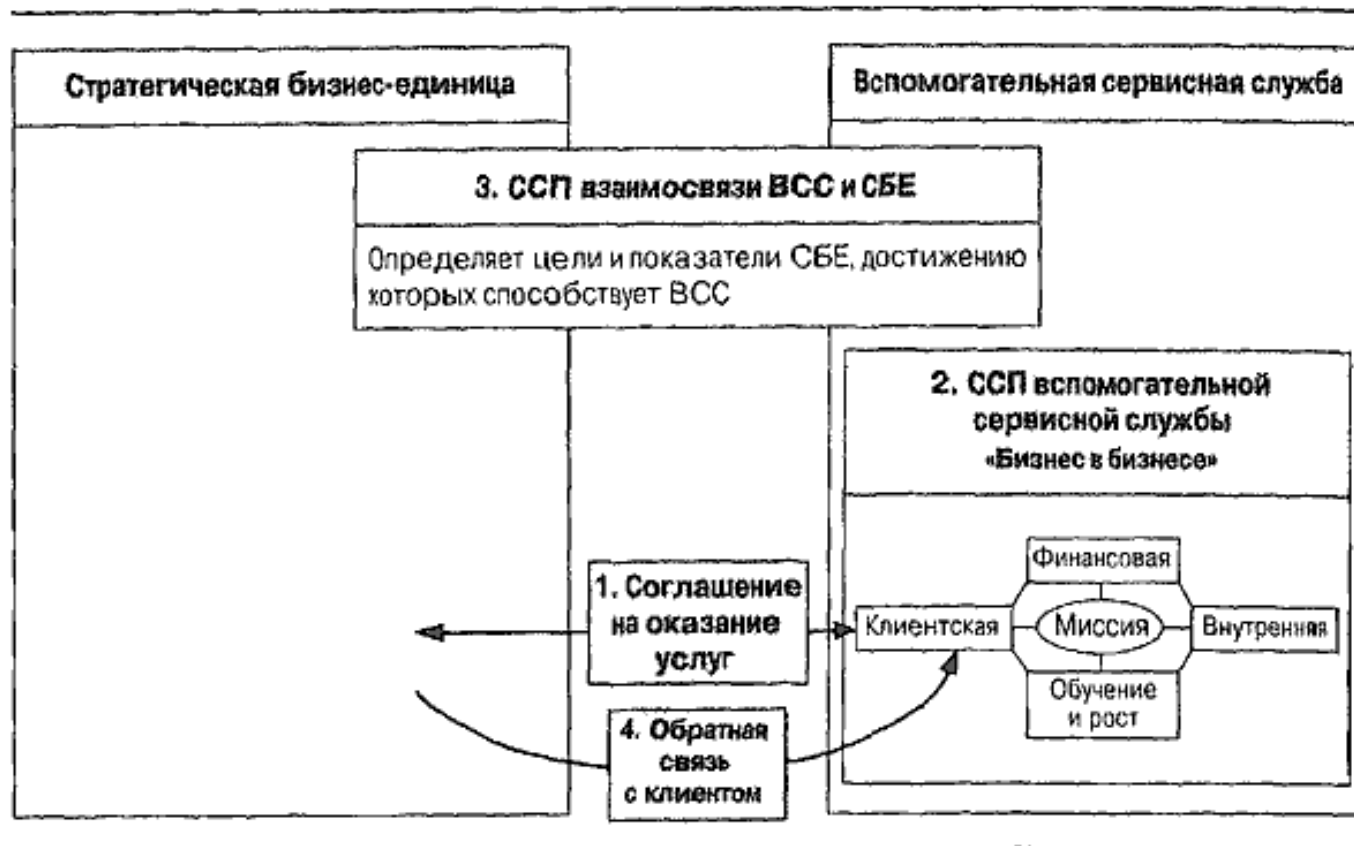 Стратегическая бизнес-единица
Вспомогательная сервисная служба
3. ССП взаимосвязи ВСС и СБЕ
Определяет цели и показатели СБЕ, достижению
которых способствует ВСС
2. ССП вспомогательной
сервисной службы
«Бизнес в бизнесе»
1. Соглашение
на оказание
услуг
Финансовая
Клиентская
Миссия
Внутренняя
Обучение
и рост
4. Обратная
связь
с клиентом